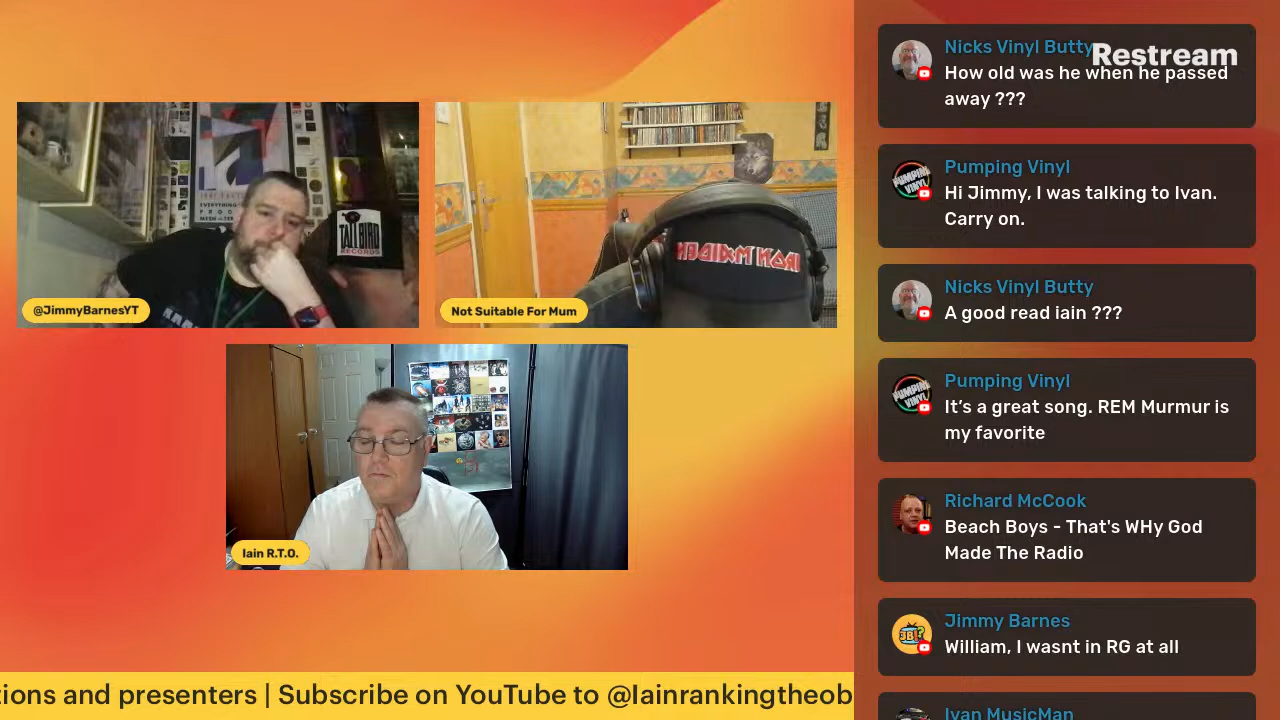 EVERYTHING
TALL BIRD
RECORDS
@JimmyBarnesYT
Not Suitable For Mum
Iain R.T.O.
tions and presenters | Subscribe on YouTube to @Iainrankingtheob
Restream
Nicks Vinyl Butty
How old was he when he passed
away ???
Pumping Vinyl
Hi Jimmy, I was talking to Ivan.
Carry on.
Nicks Vinyl Butty
A good read iain ???
Pumping Vinyl
It’s a great song. REM Murmur is
my favorite
Richard McCook
Beach Boys - That's WHy God
Made The Radio
Jimmy Barnes
William, I wasnt in RG at all
Ivan MusicMan